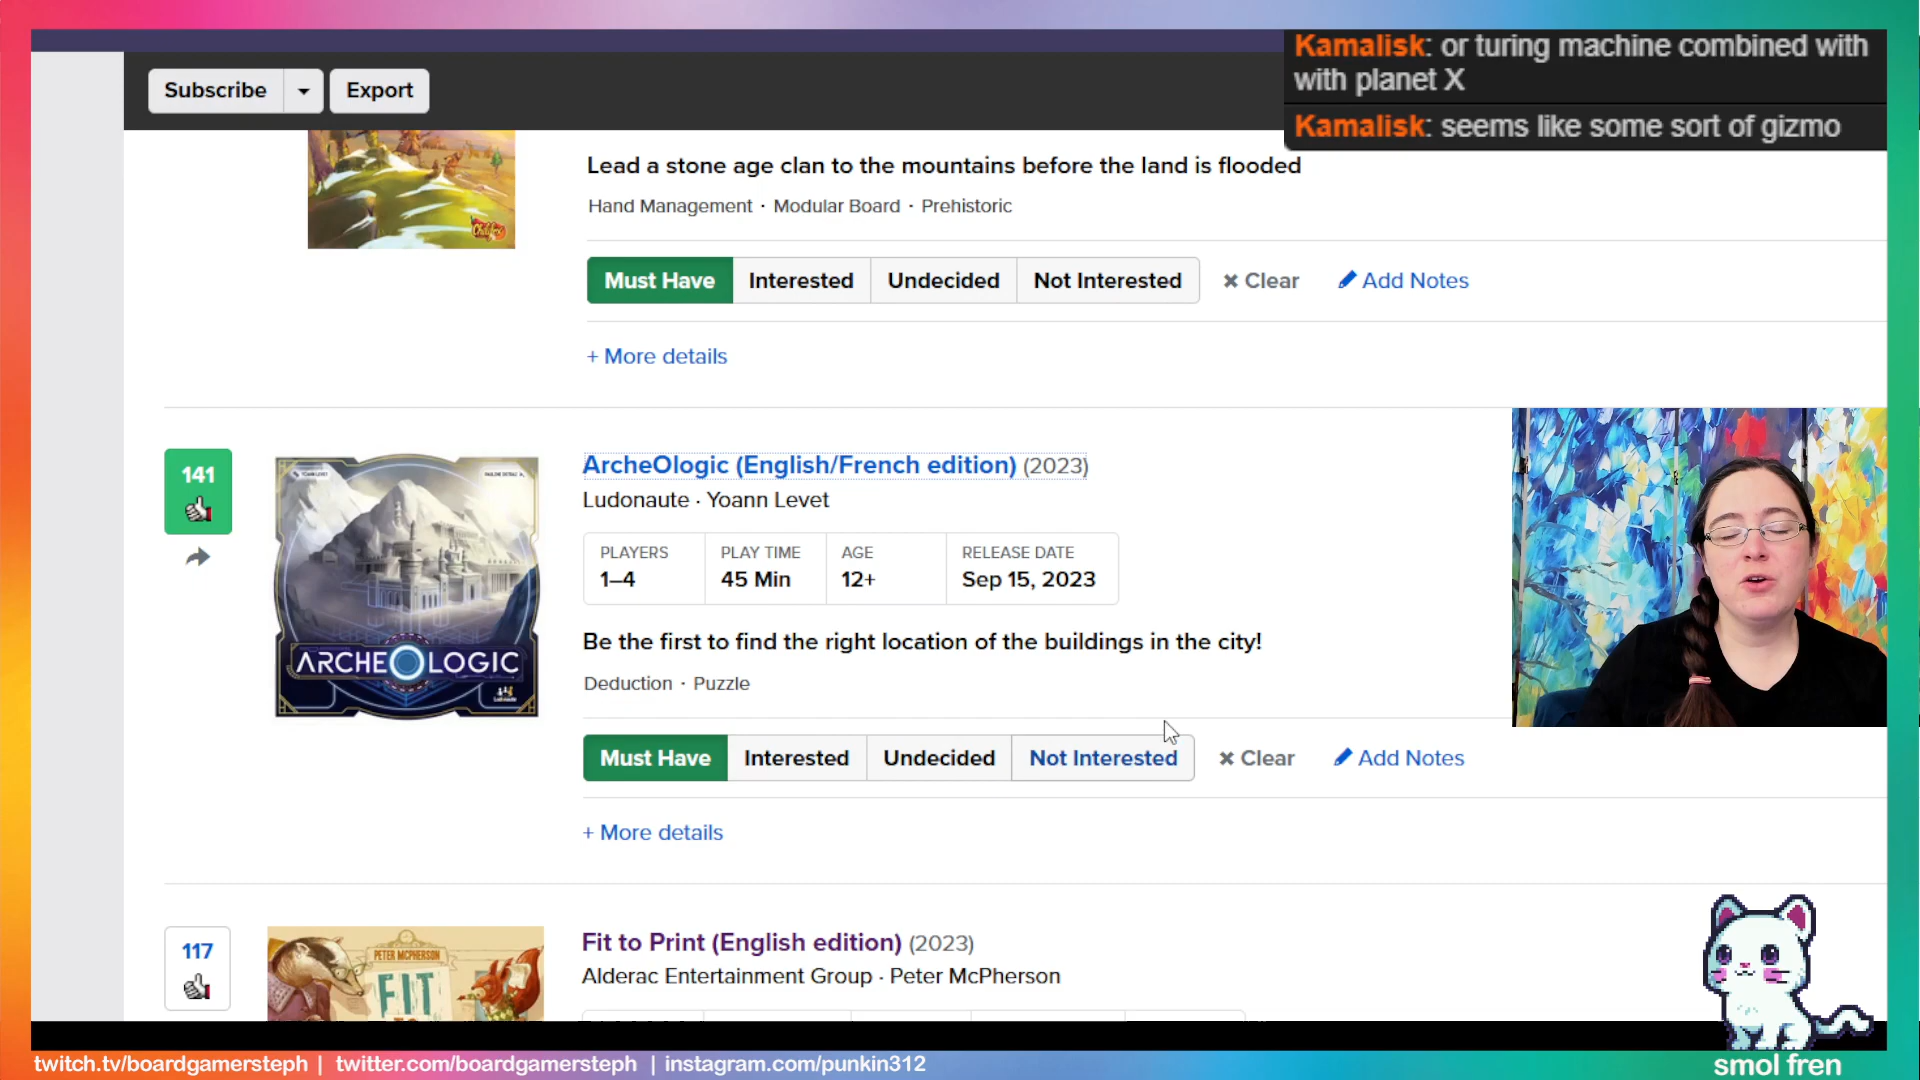 Kamalisk: or turing machine combined with
with planet X
Kamalisk: seems like some sort of gizmo
Subscribe
Export
Lead a stone age clan to the mountains before the land is flooded
Hand Management · Modular Board · Prehistoric
Must Have Interested Undecided Not Interested ✖ Clear Add Notes
+ More details
141
YOANN LEVET
ARCHEOLOGIC
Ludonaute
ArcheOlogic (English/French edition) (2023)
Ludonaute · Yoann Levet
PLAYERS PLAY TIME AGE RELEASE DATE
1–4 45 Min 12+ Sep 15, 2023
Be the first to find the right location of the buildings in the city!
Deduction · Puzzle
Must Have Interested Undecided Not Interested ✖ Clear Add Notes
+ More details
117
PETER MCPHERSON
FIT
Fit to Print (English edition) (2023)
Alderac Entertainment Group · Peter McPherson
twitch.tv/boardgamersteph | twitter.com/boardgamersteph | instagram.com/punkin312
smol fren